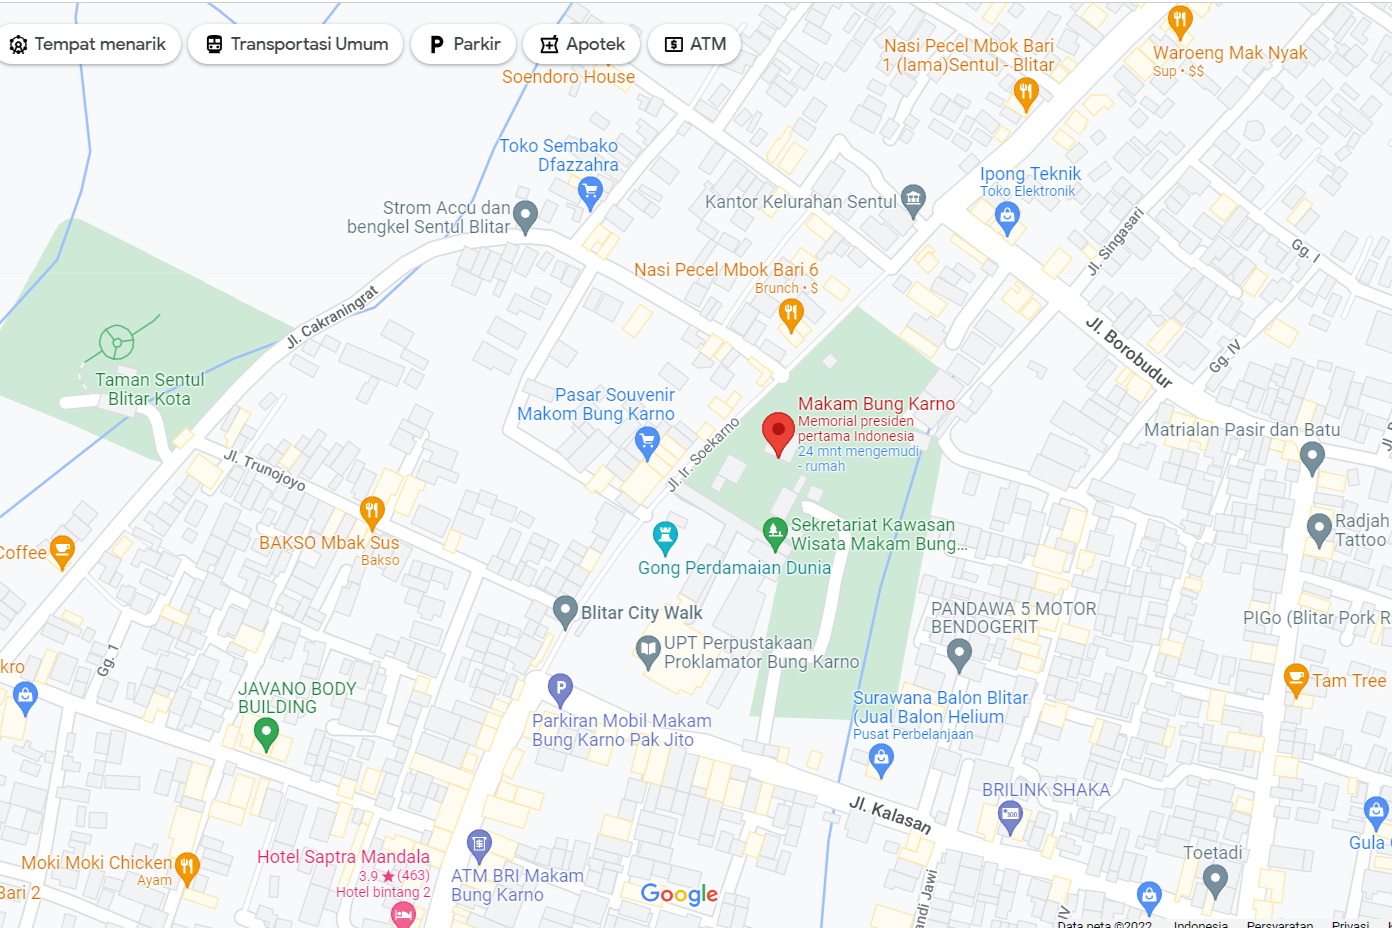 Tempat menarik
Transportasi Umum
Parkir
Apotek
ATM
Soendoro House
Nasi Pecel Mbok Bari
1 (lama)Sentul - Blitar
Waroeng Mak Nyak
Sup • $$
Toko Sembako
Dfazzahra
Ipong Teknik
Toko Elektronik
Kantor Kelurahan Sentul
Strom Accu dan
bengkel Sentul Blitar
Jl. Singasari
Gg. I
Nasi Pecel Mbok Bari 6
Brunch • $
Jl. Cakraningrat
Jl. Borobudur
Gg. IV
Taman Sentul
Blitar Kota
Pasar Souvenir
Makom Bung Karno
Makam Bung Karno
Memorial presiden
pertama Indonesia
24 mnt mengemudi
- rumah
Jl. Ir. Soekarno
Matrialan Pasir dan Batu
Jl. Trunojoyo
BAKSO Mbak Sus
Bakso
Coffee
Sekretariat Kawasan
Wisata Makam Bung...
Radjah
Tattoo
Gong Perdamaian Dunia
Blitar City Walk
PANDAWA 5 MOTOR
BENDOGERIT
PIGo (Blitar Pork R
UPT Perpustakaan
Proklamator Bung Karno
Gg. 1
kro
JAVANO BODY
BUILDING
P
Parkiran Mobil Makam
Bung Karno Pak Jito
Surawana Balon Blitar
(Jual Balon Helium
Pusat Perbelanjaan
Tam Tree
BRILINK SHAKA
Jl. Kalasan
Gula
Toetadi
Moki Moki Chicken
Ayam
Bari 2
Hotel Saptra Mandala
3.9 ★ (463)
Hotel bintang 2
ATM BRI Makam
Bung Karno
Google
andi Jawi
Data peta ©2022
Indonesia
Persyaratan
Privasi